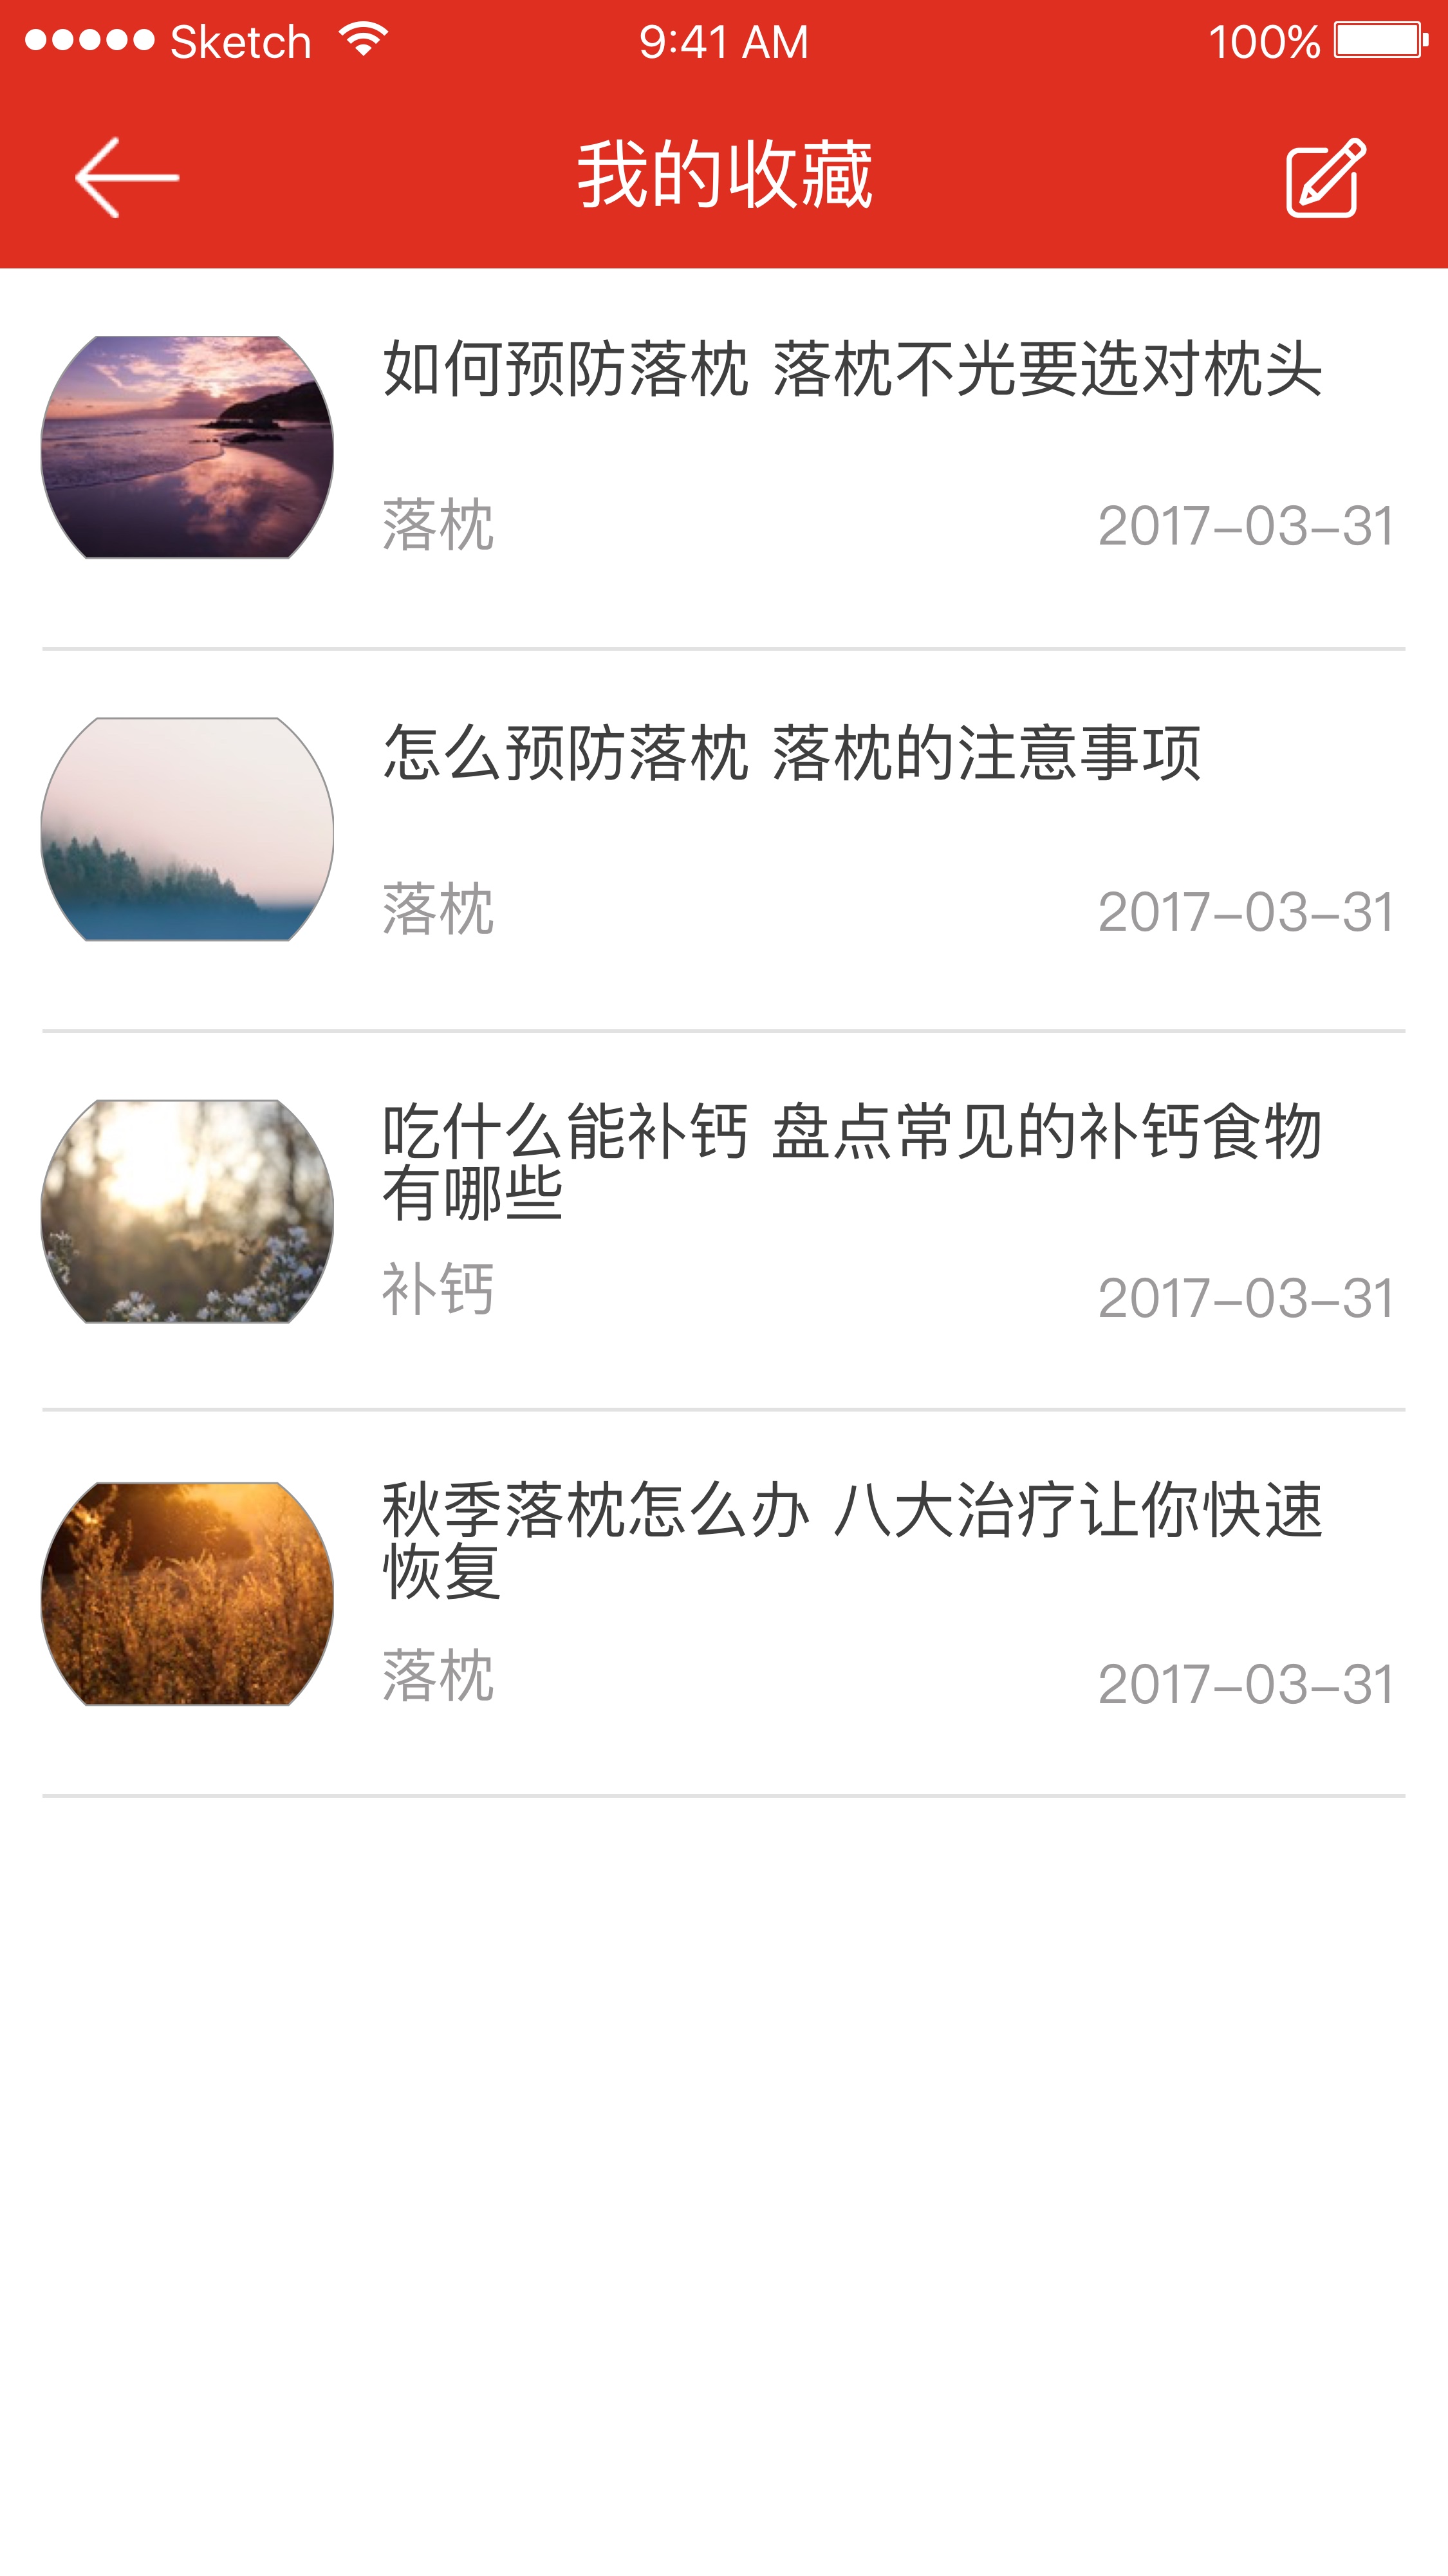 Sketch 9:41 AM 100%
我的收藏
如何预防落枕 落枕不光要选对枕头
落枕 2017-03-31
怎么预防落枕 落枕的注意事项
落枕 2017-03-31
吃什么能补钙 盘点常见的补钙食物
有哪些
补钙 2017-03-31
秋季落枕怎么办 八大治疗让你快速
恢复
落枕 2017-03-31